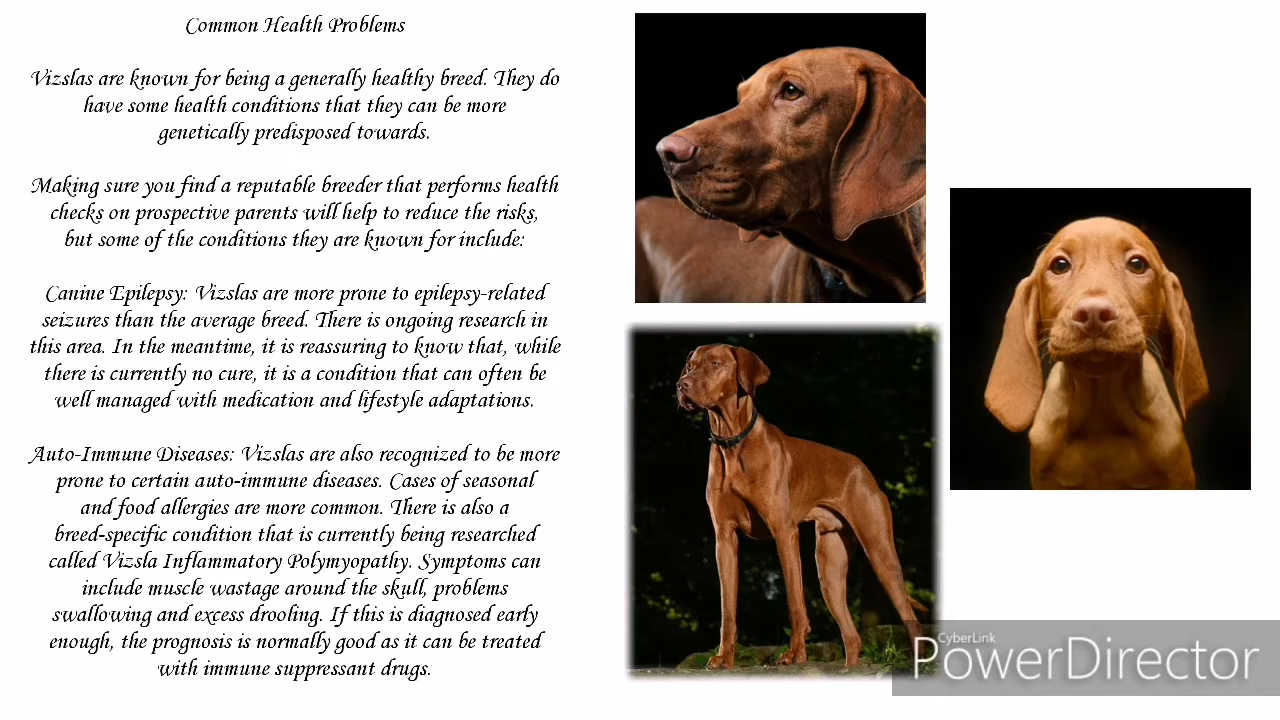 Common Health Problems
Vizslas are known for being a generally healthy breed. They do
have some health conditions that they can be more
genetically predisposed towards.
Making sure you find a reputable breeder that performs health
checks on prospective parents will help to reduce the risks,
but some of the conditions they are known for include:
Canine Epilepsy: Vizslas are more prone to epilepsy-related
seizures than the average breed. There is ongoing research in
this area. In the meantime, it is reassuring to know that, while
there is currently no cure, it is a condition that can often be
well managed with medication and lifestyle adaptations.
Auto-Immune Diseases: Vizslas are also recognized to be more
prone to certain auto-immune diseases. Cases of seasonal
and food allergies are more common. There is also a
breed-specific condition that is currently being researched
called Vizsla Inflammatory Polymyopathy. Symptoms can
include muscle wastage around the skull, problems
swallowing and excess drooling. If this is diagnosed early
enough, the prognosis is normally good as it can be treated
with immune suppressant drugs.
CyberLink
PowerDirector